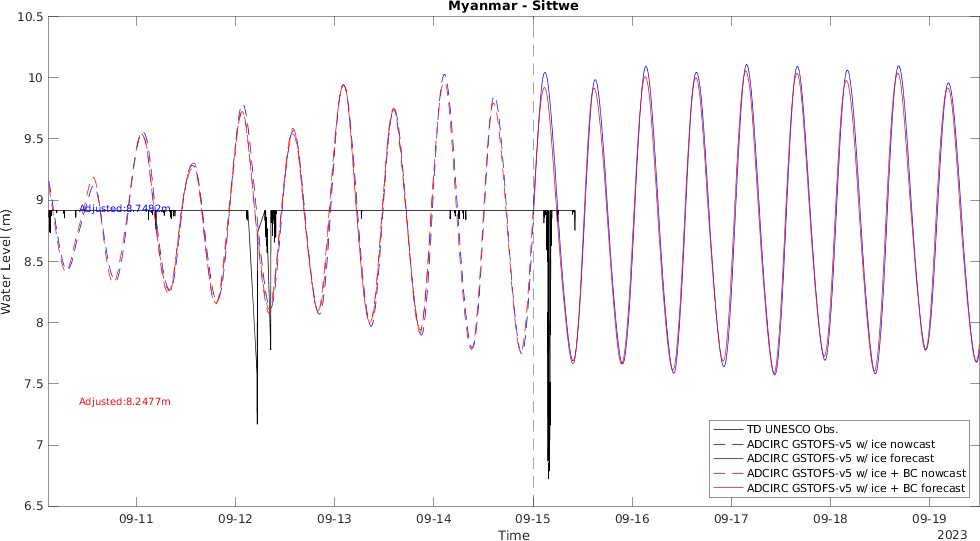 Myanmar - Sittwe
10.5
10
9.5
9
8.5
8
7.5
7
6.5
Water Level (m)
Adjusted:8.7482m
Adjusted:8.2477m
TD UNESCO Obs.
ADCIRC GSTOFS-v5 w/ ice nowcast
ADCIRC GSTOFS-v5 w/ ice forecast
ADCIRC GSTOFS-v5 w/ ice + BC nowcast
ADCIRC GSTOFS-v5 w/ ice + BC forecast
09-11 09-12 09-13 09-14 09-15 09-16 09-17 09-18 09-19
Time
2023